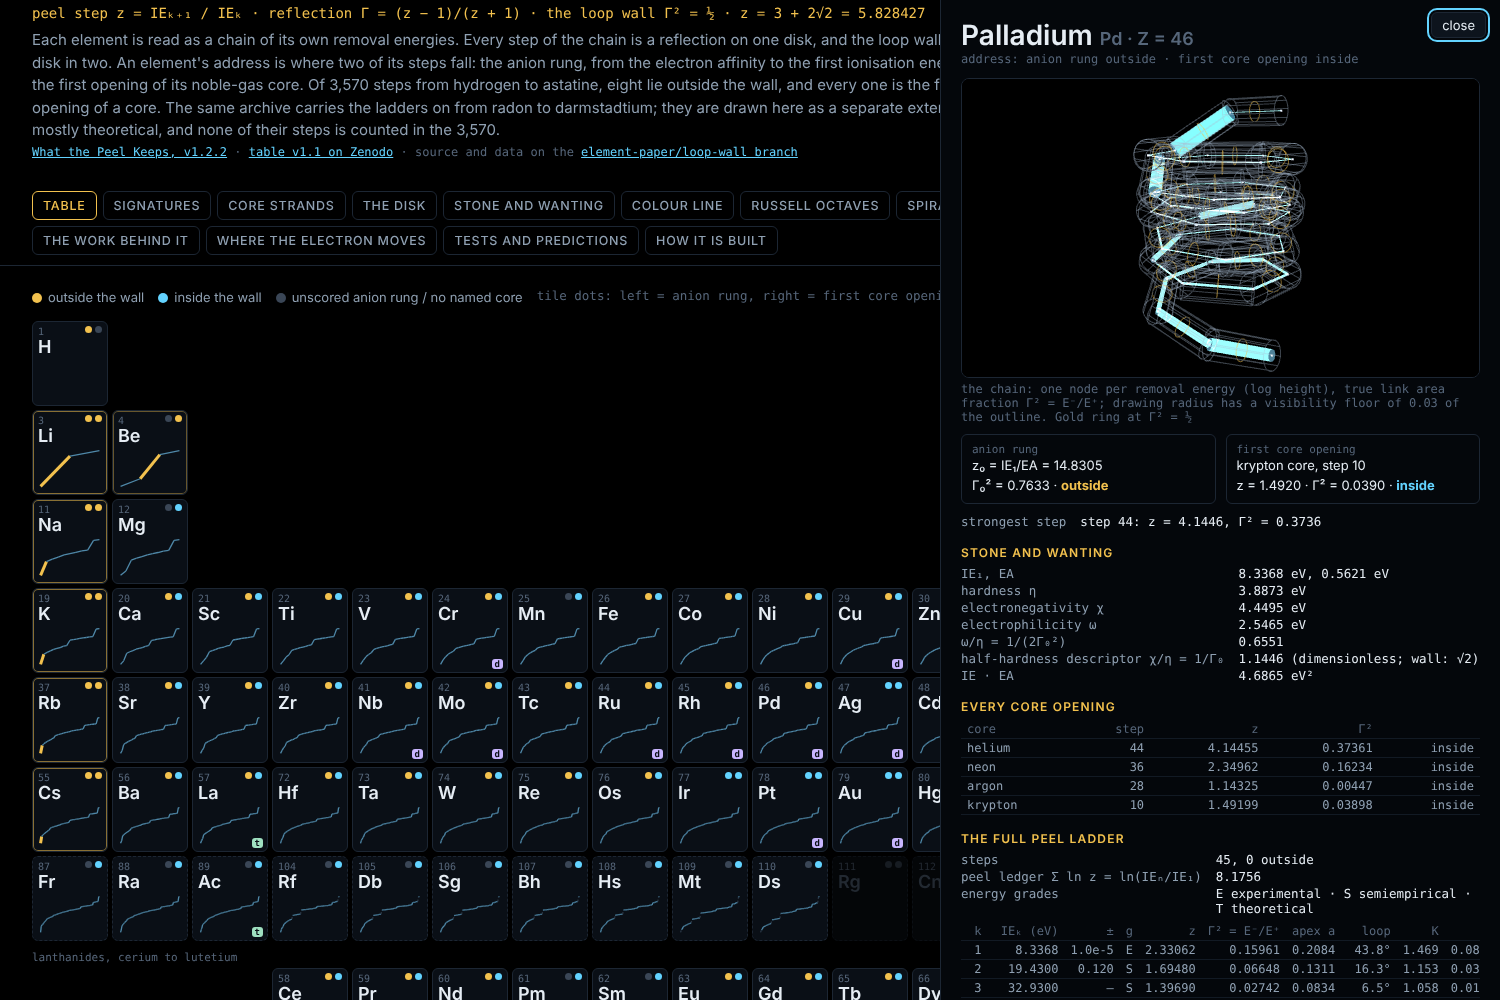 peel step z = IEₖ₊₁ / IEₖ · reflection Γ = (z − 1)/(z + 1) · the loop wall Γ² = ½ · z = 3 + 2√2 = 5.828427
Each element is read as a chain of its own removal energies. Every step of the chain is a reflection on one disk, and the loop wall
disk in two. An element's address is where two of its steps fall: the anion rung, from the electron affinity to the first ionisation
the first opening of its noble-gas core. Of 3,570 steps from hydrogen to astatine, eight lie outside the wall, and every one is the
opening of a core. The same archive carries the ladders on from radon to darmstadtium; they are drawn here as a separate
mostly theoretical, and none of their steps is counted in the 3,570.
What the Peel Keeps, v1.2.2 · table v1.1 on Zenodo · source and data on the element-paper/loop-wall branch
TABLE SIGNATURES CORE STRANDS THE DISK STONE AND WANTING COLOUR LINE RUSSELL OCTAVES
THE WORK BEHIND IT WHERE THE ELECTRON MOVES TESTS AND PREDICTIONS HOW IT IS BUILT
outside the wall inside the wall unscored anion rung / no named core tile dots: left = anion rung, right = first core
1
H
3 4
Li Be
11 12
Na Mg
19 20 21 22 23 24 25 26 27 28 29 30
K Ca Sc Ti V Cr Mn Fe Co Ni Cu Zn
d d
37 38 39 40 41 42 43 44 45 46 47 48
Rb Sr Y Zr Nb Mo Tc Ru Rh Pd Ag Cd
d d d d d d
55 56 57 72 73 74 75 76 77 78 79 80
Cs Ba La Hf Ta W Re Os Ir Pt Au Hg
t d d
87 88 89 104 105 106 107 108 109 110 111 112
Fr Ra Ac Rf Db Sg Bh Hs Mt Ds Rg Cn
t
lanthanides, cerium to lutetium
58 59 60 61 62 63 64 65 66
Ce Pr Nd Pm Sm Eu Gd Tb Dy
close
Palladium Pd · Z = 46
address: anion rung outside · first core opening inside
the chain: one node per removal energy (log height), true link area
fraction Γ² = E⁻/E⁺; drawing radius has a visibility floor of 0.03 of
the outline. Gold ring at Γ² = ½
anion rung
z₀ = IE₁/EA = 14.8305
Γ₀² = 0.7633 · outside
first core opening
krypton core, step 10
z = 1.4920 · Γ² = 0.0390 · inside
strongest step step 44: z = 4.1446, Γ² = 0.3736
STONE AND WANTING
IE₁, EA 8.3368 eV, 0.5621 eV
hardness η 3.8873 eV
electronegativity χ 4.4495 eV
electrophilicity ω 2.5465 eV
ω/η = 1/(2Γ₀²) 0.6551
half-hardness descriptor χ/η = 1/Γ₀ 1.1446 (dimensionless; wall: √2)
IE · EA 4.6865 eV²
EVERY CORE OPENING
core step z Γ²
helium 44 4.14455 0.37361 inside
neon 36 2.34962 0.16234 inside
argon 28 1.14325 0.00447 inside
krypton 10 1.49199 0.03898 inside
THE FULL PEEL LADDER
steps 45, 0 outside
peel ledger Σ ln z = ln(IEₙ/IE₁) 8.1756
energy grades E experimental · S semiempirical ·
T theoretical
k IEₖ (eV) ± g z Γ² = E⁻/E⁺ apex a loop K
1 8.3368 1.0e-5 E 2.33062 0.15961 0.2084 43.8° 1.469 0.08
2 19.4300 0.120 S 1.69480 0.06648 0.1311 16.3° 1.153 0.03
3 32.9300 — S 1.39690 0.02742 0.0834 6.5° 1.058 0.01